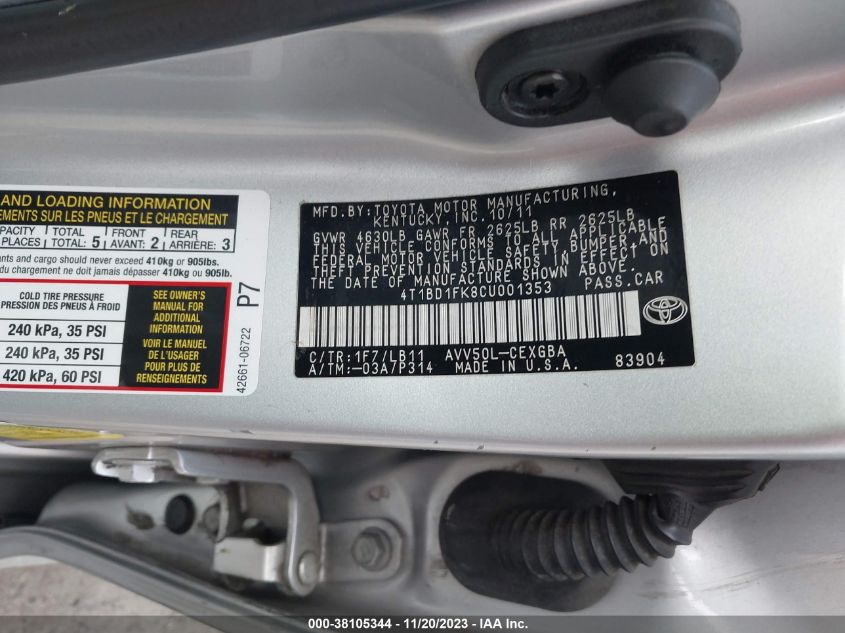 AND LOADING INFORMATION
EMENTS SUR LES PNEUS ET LE CHARGEMENT
PACITY
PLACES
TOTAL:
TOTAL: 5
FRONT
AVANT: 2
REAR
ARRIÈRE: 3
ants and cargo should never exceed 410kg or 905lbs.
du chargement ne doit jamais dépasser 410kg ou 905lb.
COLD TIRE PRESSURE
PRESSION DES PNEUS À FROID
240 kPa, 35 PSI
240 kPa, 35 PSI
420 kPa, 60 PSI
SEE OWNER'S
MANUAL FOR
ADDITIONAL
INFORMATION
VOIR LE MANUEL
DE L'USAGER
POUR PLUS DE
RENSEIGNEMENTS
P7
42661-06722
MFD.BY:TOYOTA MOTOR MANUFACTURING,
KENTUCKY,INC.10/11
GVWR 4630LB GAWR FR 2625LB RR 2625LB
THIS VEHICLE CONFORMS TO ALL APPLICABLE
FEDERAL MOTOR VEHICLE SAFETY,BUMPER,AND
THEFT PREVENTION STANDARDS IN EFFECT ON
THE DATE OF MANUFACTURE SHOWN ABOVE.
4T1BD1FK8CU001353 PASS.CAR
TOYOTA
C/TR:1F7/LB11 AVV50L-CEXGBA
A/TM:-03A/P314 MADE IN U.S.A. 83904
000-38105344 - 11/20/2023 - IAA Inc.